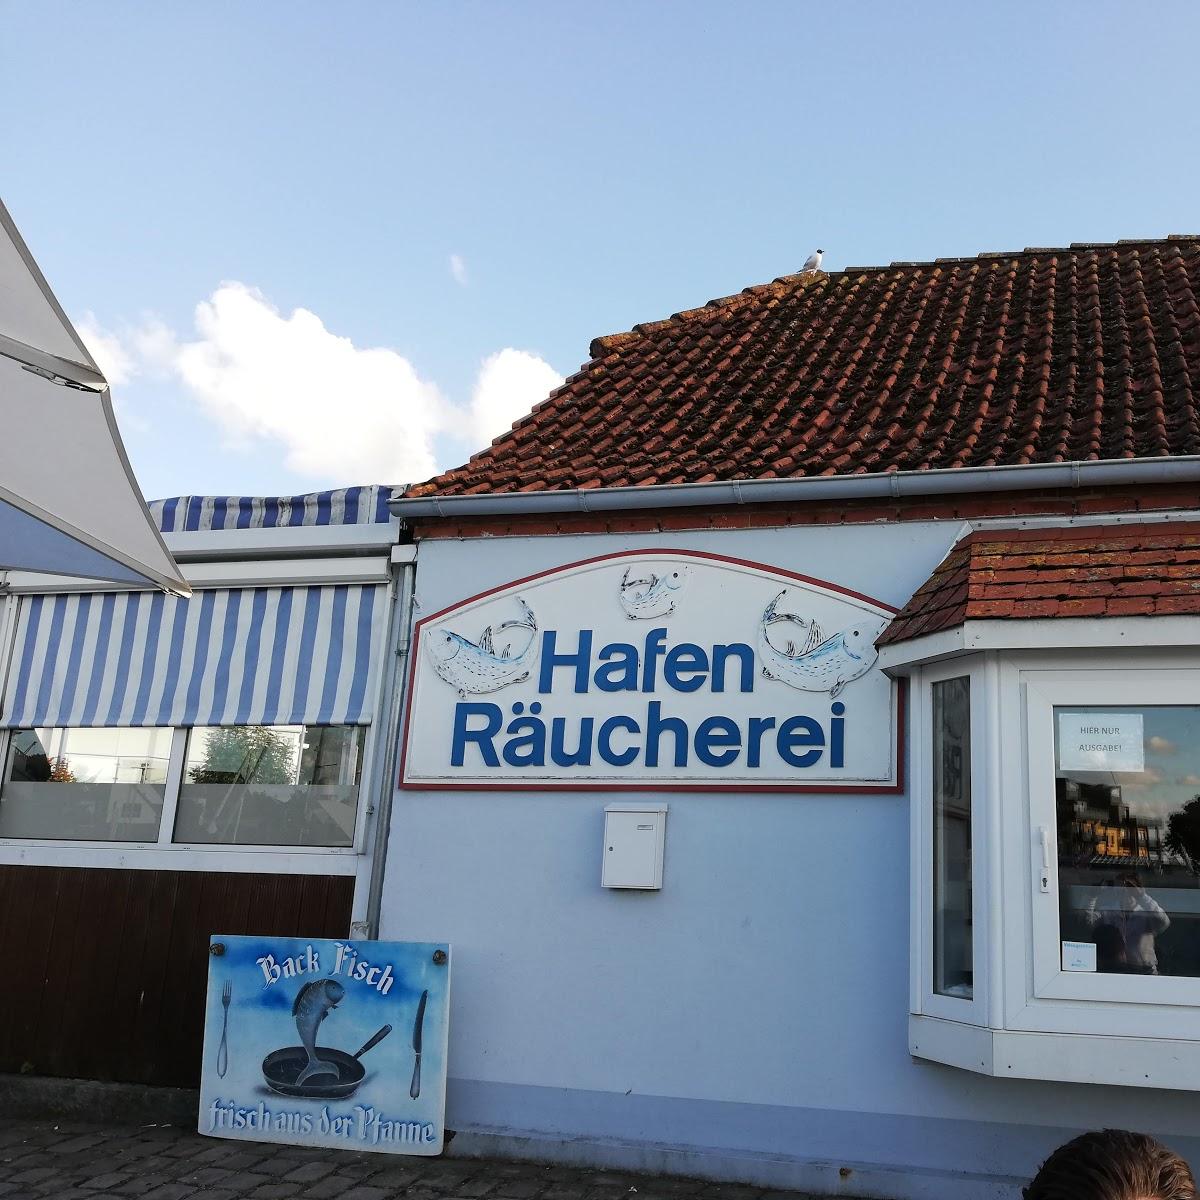 Hafen
Räucherei
HIER NUR
AUSGABE!
Back Fisch
frisch aus der Pfanne